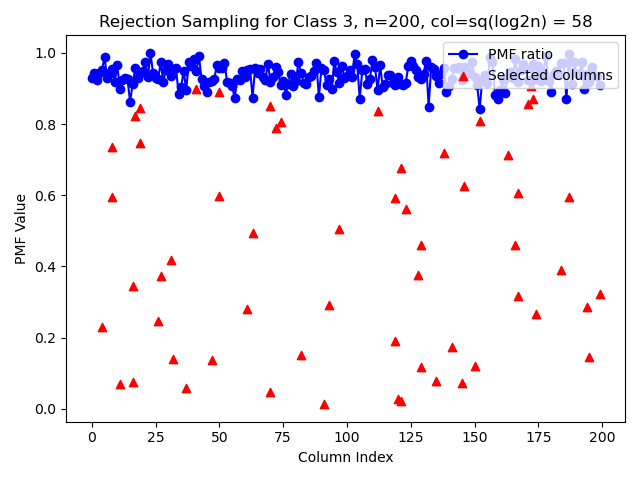 Rejection Sampling for Class 3, n=200, col=sq(log2n) = 58
PMF ratio
Selected Columns
PMF Value
1.0
0.8
0.6
0.4
0.2
0.0
0 25 50 75 100 125 150 175 200
Column Index